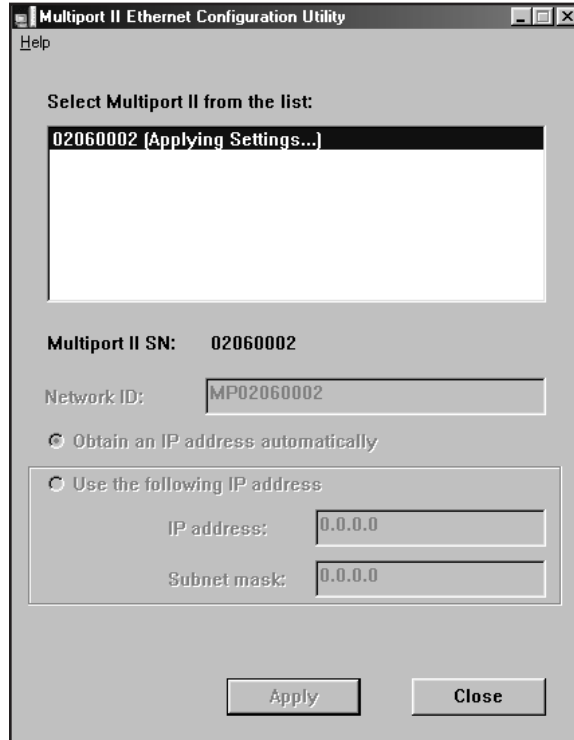 Multiport II Ethernet Configuration Utility
Help
Select Multiport II from the list:
02060002 (Applying Settings...)
Multiport II SN: 02060002
Network ID: MP02060002
Obtain an IP address automatically
Use the following IP address
IP address: 0.0.0.0
Subnet mask: 0.0.0.0
Apply Close